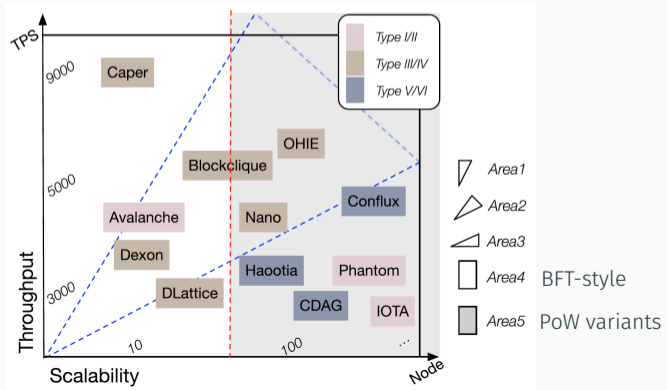 TPS
9000
5000
3000
Throughput
Type I/II
Type III/IV
Type V/VI
Caper
OHIE
Blockclique
Conflux
Avalanche
Nano
Dexon
Haootia
Phantom
DLattice
CDAG
IOTA
10
100
...
Scalability
Node
Area1
Area2
Area3
Area4 BFT-style
Area5 PoW variants